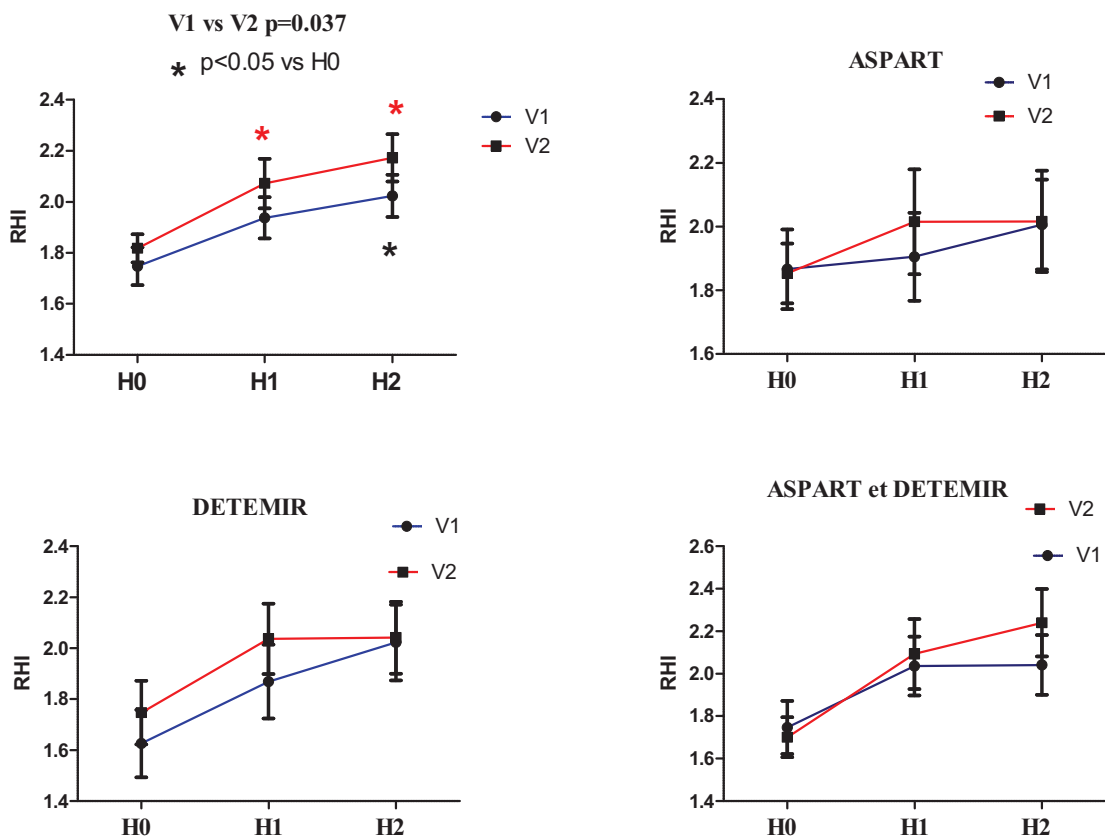 V1 vs V2 p=0.037
* p<0.05 vs H0
V1
V2
RHI
2.4
2.2
2.0
1.8
1.6
1.4
*
*
*
H0 H1 H2
ASPART
V1
V2
RHI
2.4
2.2
2.0
1.8
1.6
H0 H1 H2
DETEMIR
V1
V2
RHI
2.4
2.2
2.0
1.8
1.6
1.4
H0 H1 H2
ASPART et DETEMIR
V2
V1
RHI
2.6
2.4
2.2
2.0
1.8
1.6
1.4
H0 H1 H2